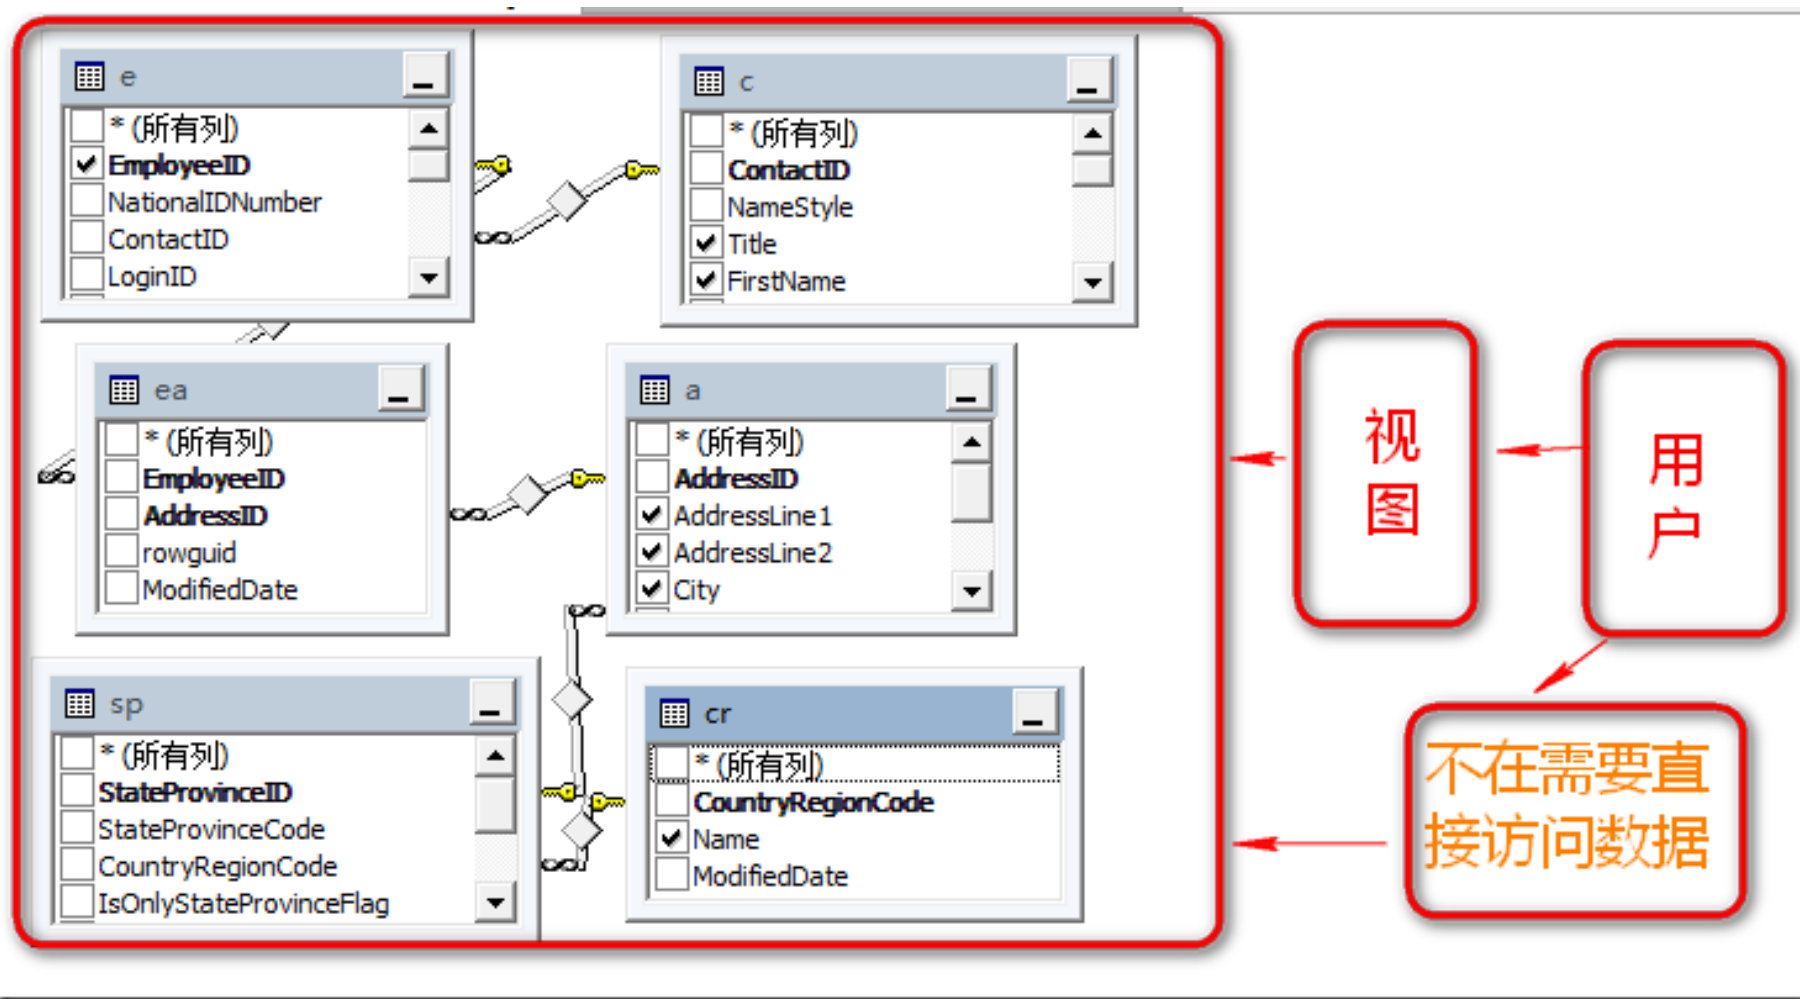 e
* (所有列)
EmployeeID
NationalIDNumber
ContactID
LoginID
c
* (所有列)
ContactID
NameStyle
Title
FirstName
ea
* (所有列)
EmployeeID
AddressID
rowguid
ModifiedDate
a
* (所有列)
AddressID
AddressLine1
AddressLine2
City
sp
* (所有列)
StateProvinceID
StateProvinceCode
CountryRegionCode
IsOnlyStateProvinceFlag
cr
* (所有列)
CountryRegionCode
Name
ModifiedDate
视
图
用
户
不在需要直
接访问数据